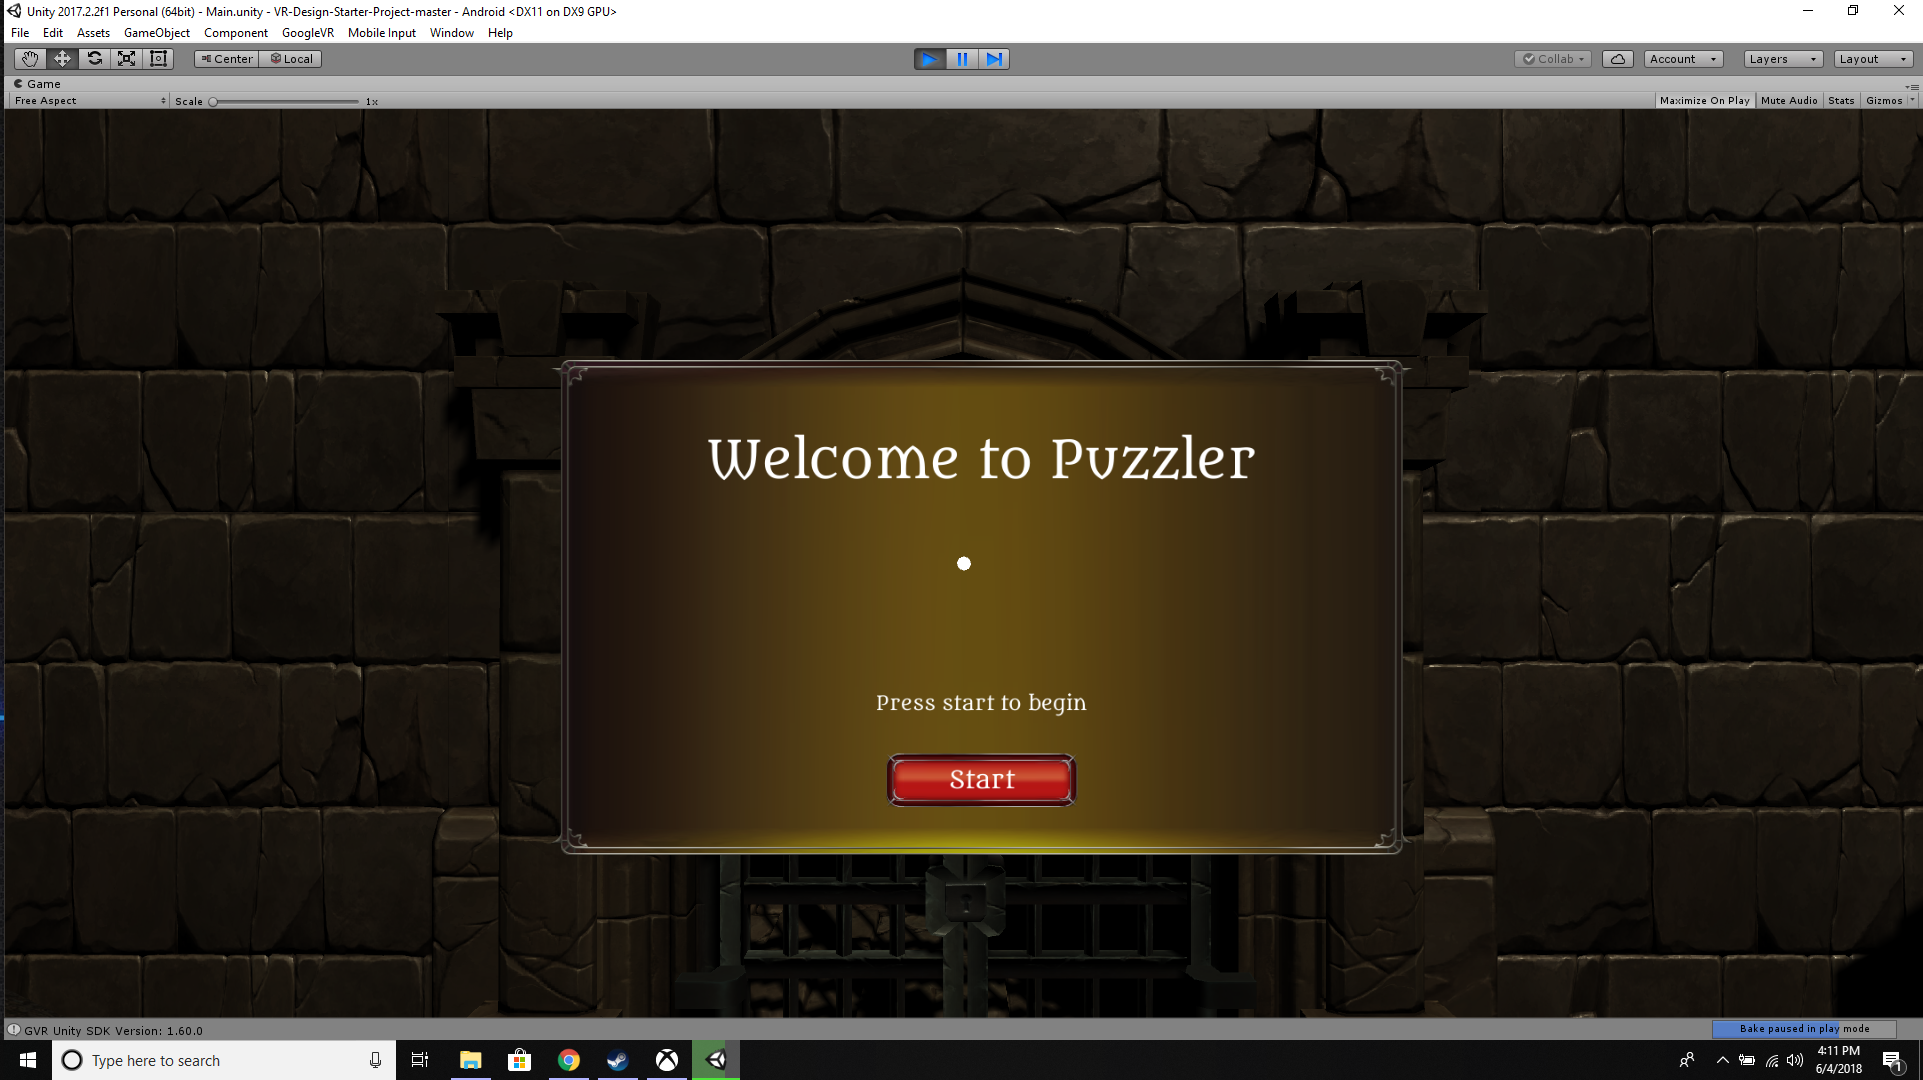 Unity 2017.2.2f1 Personal (64bit) - Main.unity - VR-Design-Starter-Project-master - Android <DX11 on DX9 GPU>
File Edit Assets GameObject Component GoogleVR Mobile Input Window Help
Center Local Collab Account Layers Layout
Game
Free Aspect Scale 1x Maximize On Play Mute Audio Stats Gizmos
Welcome to Puzzler
Press start to begin
Start
GVR Unity SDK Version: 1.60.0 Bake paused in play mode
Type here to search
4:11 PM
6/4/2018
1